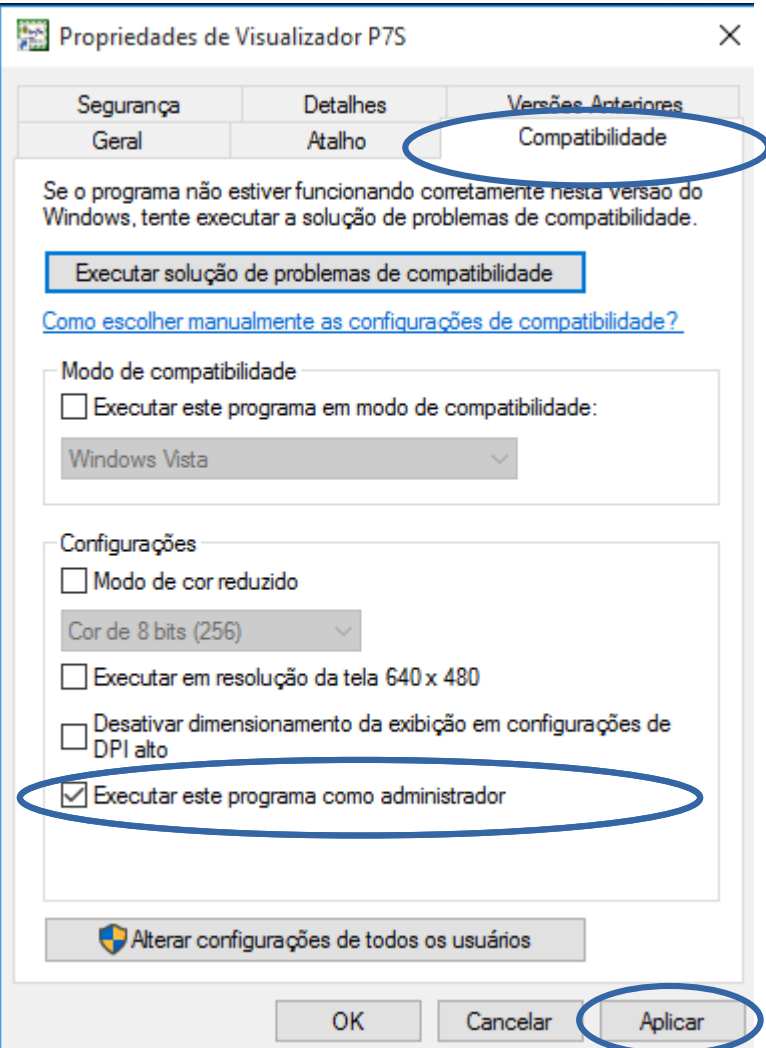 Propriedades de Visualizador P7S
Segurança
Detalhes
Versões Anteriores
Geral
Atalho
Compatibilidade
Se o programa não estiver funcionando corretamente nesta versão do
Windows, tente executar a solução de problemas de compatibilidade.
Executar solução de problemas de compatibilidade
Como escolher manualmente as configurações de compatibilidade?
Modo de compatibilidade
Executar este programa em modo de compatibilidade:
Windows Vista
Configurações
Modo de cor reduzido
Cor de 8 bits (256)
Executar em resolução da tela 640 x 480
Desativar dimensionamento da exibição em configurações de
DPI alto
Executar este programa como administrador
Alterar configurações de todos os usuários
OK
Cancelar
Aplicar